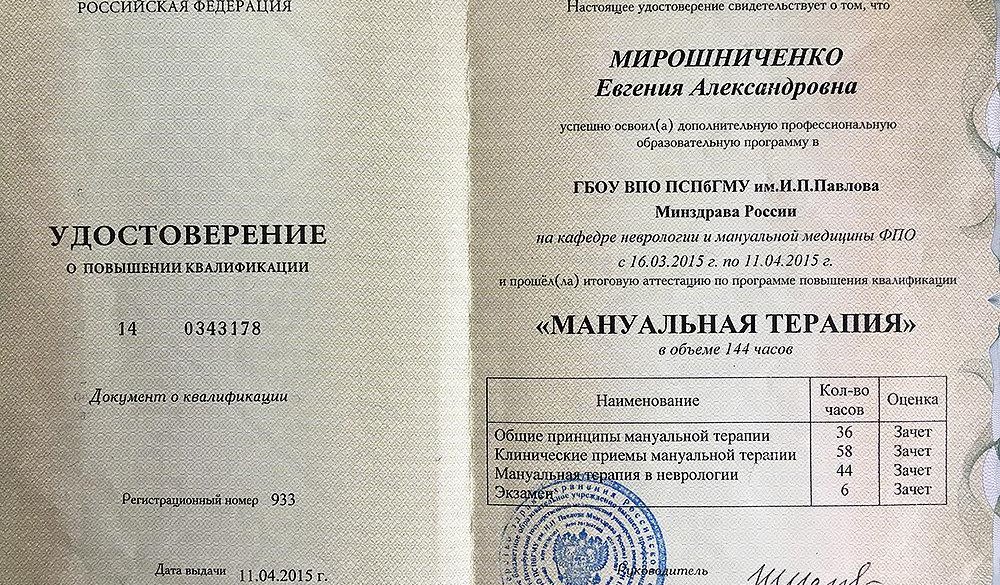 РОССИЙСКАЯ ФЕДЕРАЦИЯ
УДОСТОВЕРЕНИЕ
О ПОВЫШЕНИИ КВАЛИФИКАЦИИ
14 0343178
Документ о квалификации
Регистрационный номер 933
Дата выдачи 11.04.2015 г.
Настоящее удостоверение свидетельствует о том, что
МИРОШНИЧЕНКО
Евгения Александровна
успешно освоил(а) дополнительную профессиональную
образовательную программу в
ГБОУ ВПО ПСПбГМУ им.И.П.Павлова
Минздрава России
на кафедре неврологии и мануальной медицины ФПО
с 16.03.2015 г. по 11.04.2015 г.
и прошёл(ла) итоговую аттестацию по программе повышения квалификации
«МАНУАЛЬНАЯ ТЕРАПИЯ»
в объеме 144 часов
Наименование Кол-во часов Оценка
Общие принципы мануальной терапии 36 Зачет
Клинические приемы мануальной терапии 58 Зачет
Мануальная терапия в неврологии 44 Зачет
Экзамен 6 Зачет
Руководитель